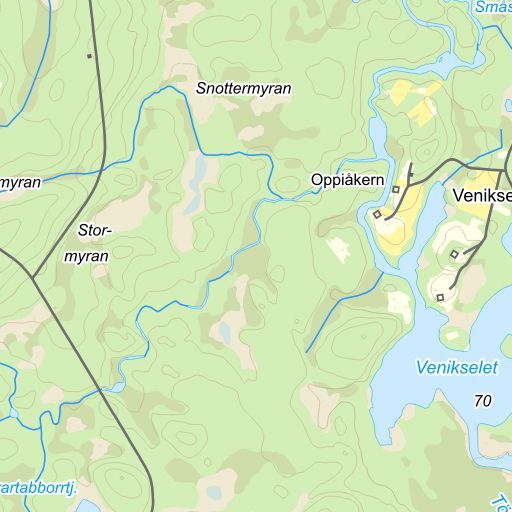 Snottermyran
Oppiåkern
myran
Stor-
myran
Venikselet
70